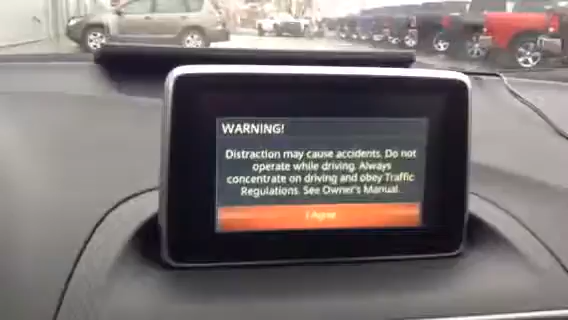 WARNING!
Distraction may cause accidents. Do not
operate while driving. Always
concentrate on driving and obey Traffic
Regulations. See Owner's Manual.
I Agree